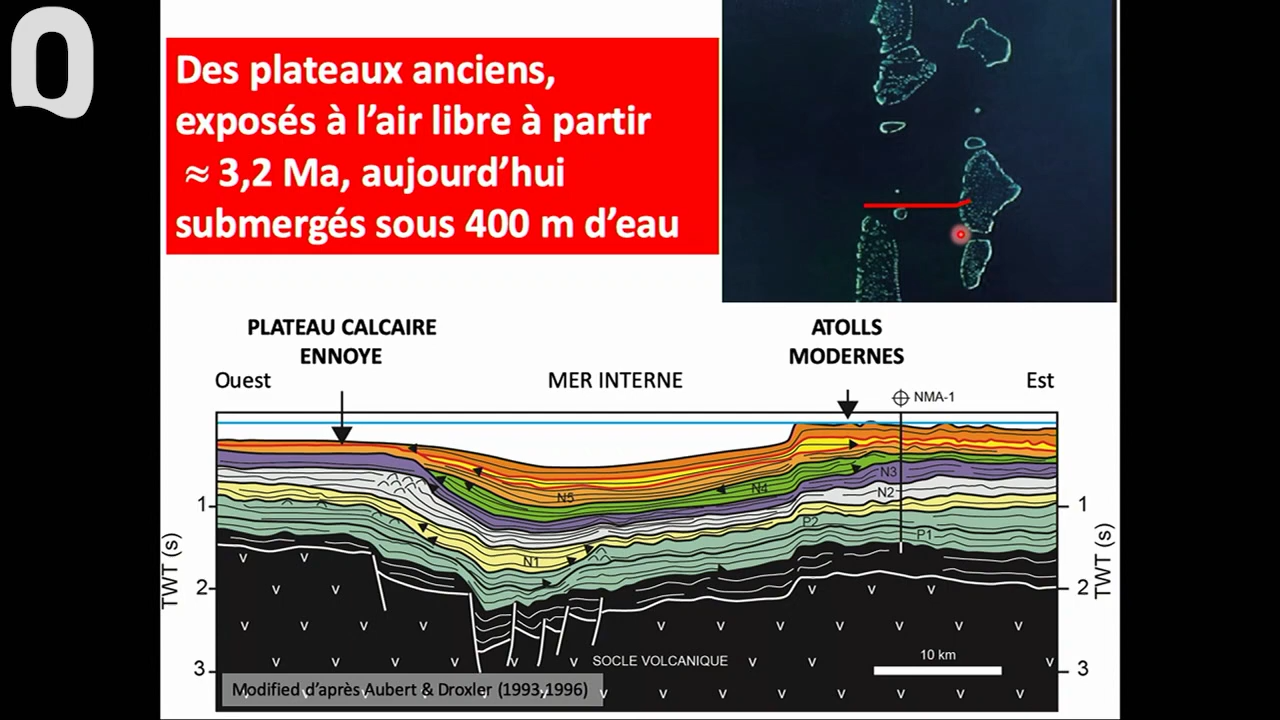 Q
Des plateaux anciens,
exposés à l'air libre à partir
≈ 3,2 Ma, aujourd'hui
submergés sous 400 m d'eau
PLATEAU CALCAIRE
ENNOYE
ATOLLS
MODERNES
Ouest
MER INTERNE
Est
NMA-1
N3
N4
N5
N2
1
1
P2
P1
N1
TWT (s)
TWT (s)
2
2
SOCLE VOLCANIQUE
10 km
3
3
Modified d'après Aubert & Droxler (1993,1996)